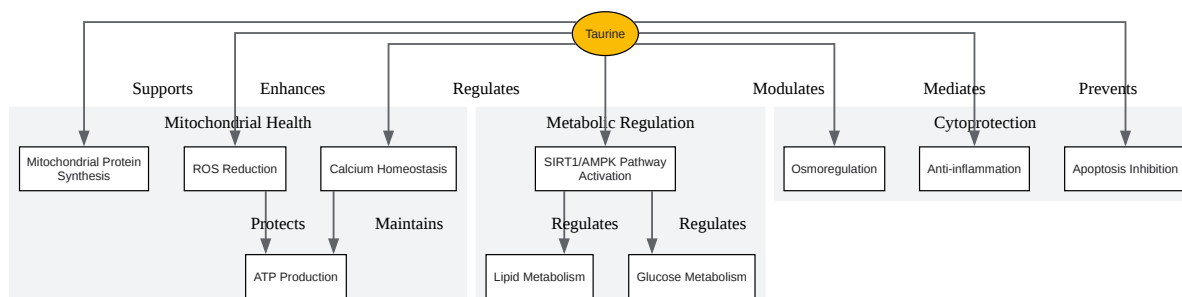 Taurine
Supports
Enhances
Regulates
Modulates
Mediates
Prevents
Mitochondrial Health
Metabolic Regulation
Cytoprotection
Mitochondrial Protein
Synthesis
ROS Reduction
Calcium Homeostasis
SIRT1/AMPK Pathway
Activation
Osmoregulation
Anti-inflammation
Apoptosis Inhibition
Protects
Maintains
Regulates
Regulates
ATP Production
Lipid Metabolism
Glucose Metabolism